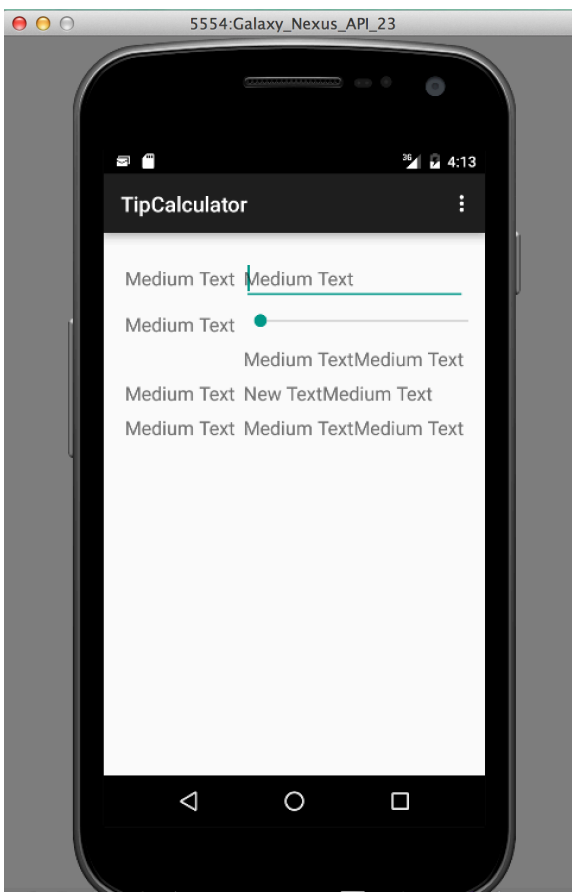 5554:Galaxy_Nexus_API_23
3G 4:13
TipCalculator
Medium Text Medium Text
Medium Text
Medium TextMedium Text
Medium Text New TextMedium Text
Medium Text Medium TextMedium Text